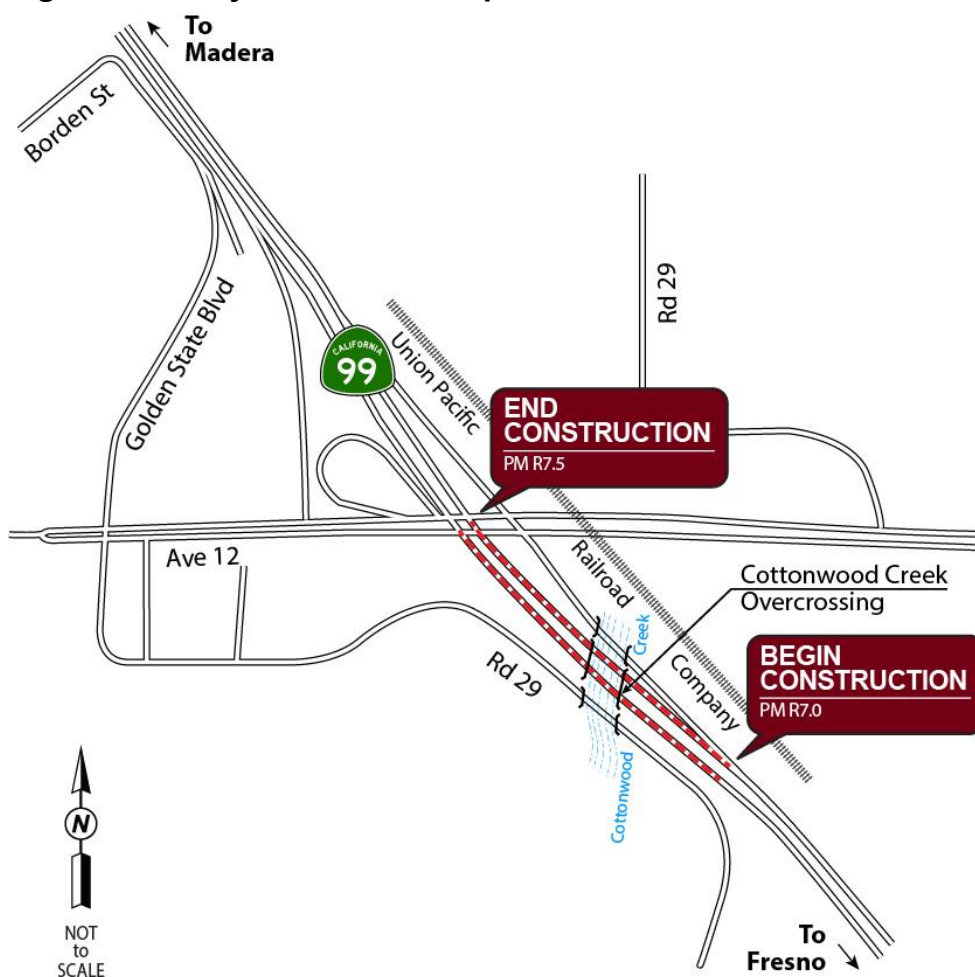 To
Madera
Borden St
Golden State Blvd
Rd 29
CALIFORNIA
99
Union Pacific
END
CONSTRUCTION
PM R7.5
Ave 12
Railroad
Cottonwood Creek
Overcrossing
Creek
Rd 29
Company
BEGIN
CONSTRUCTION
PM R7.0
Cottonwood
N
NOT
to
SCALE
To
Fresno